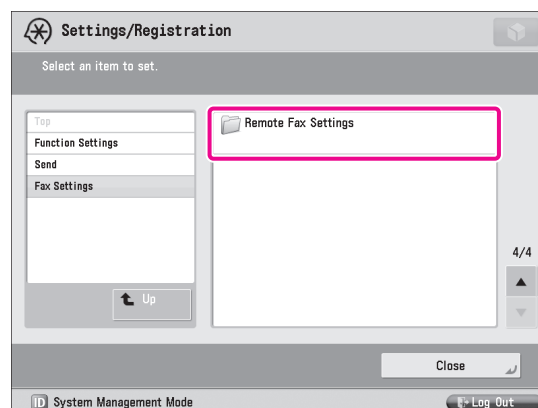 Settings/Registration
Select an item to set.
Top
Function Settings
Send
Fax Settings
Up
Remote Fax Settings
4/4
Close
ID System Management Mode
Log Out